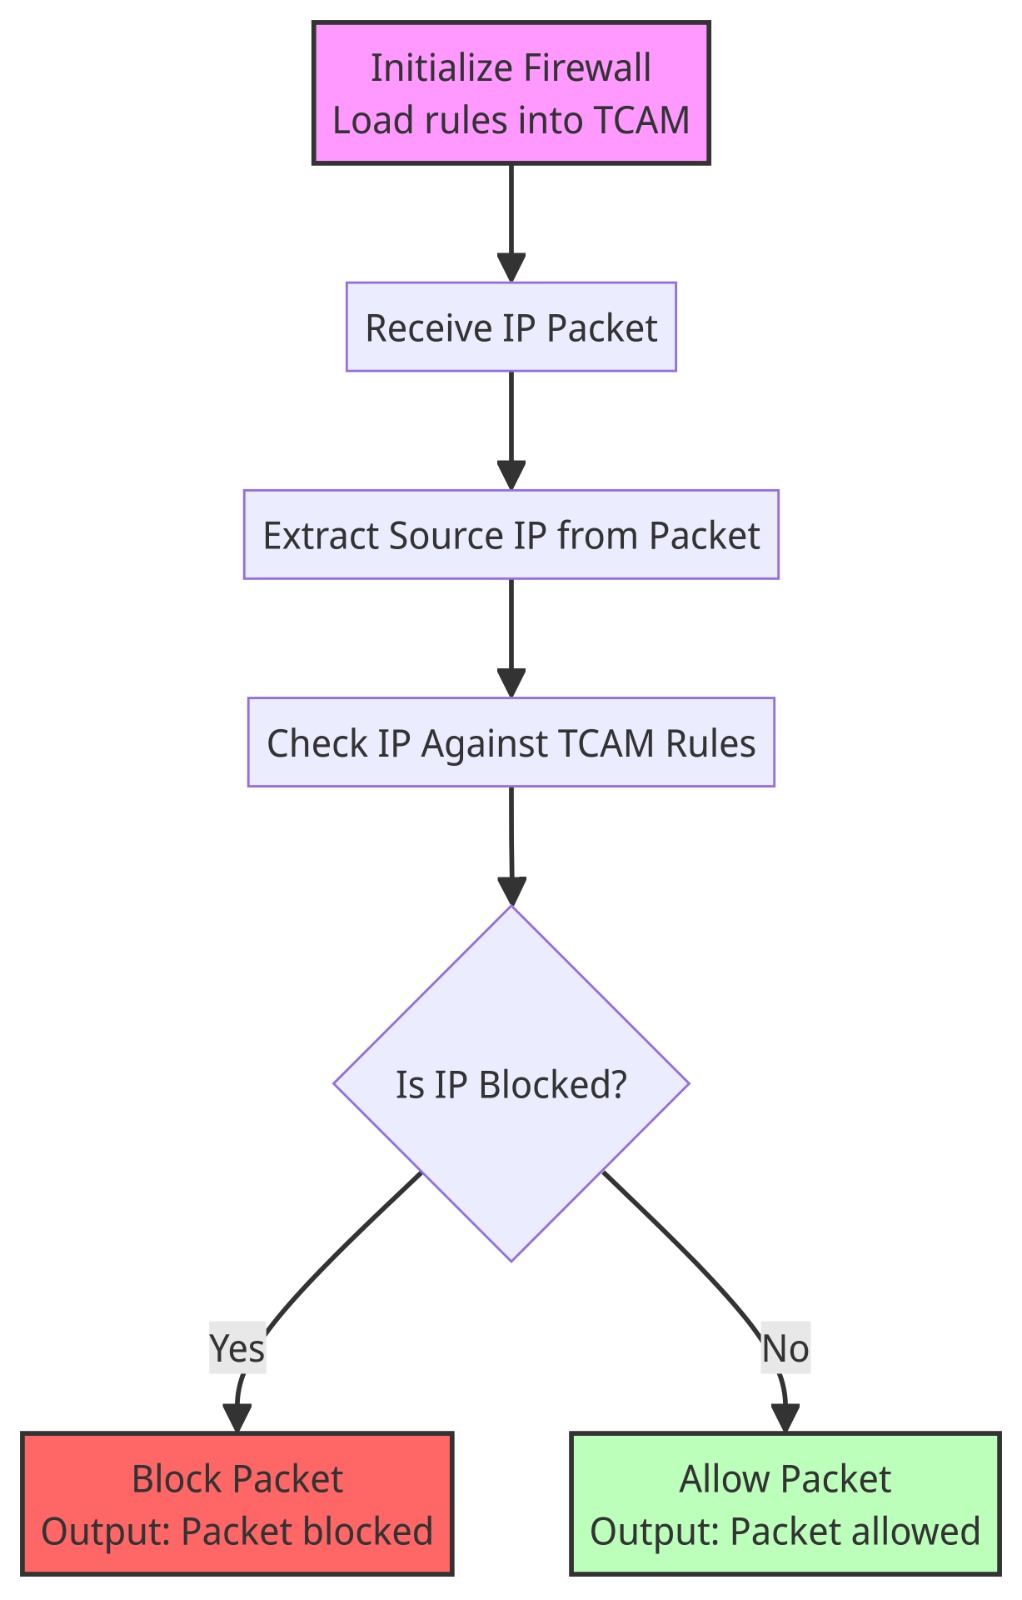 Initialize Firewall
Load rules into TCAM
Receive IP Packet
Extract Source IP from Packet
Check IP Against TCAM Rules
Is IP Blocked?
Yes
No
Block Packet
Output: Packet blocked
Allow Packet
Output: Packet allowed